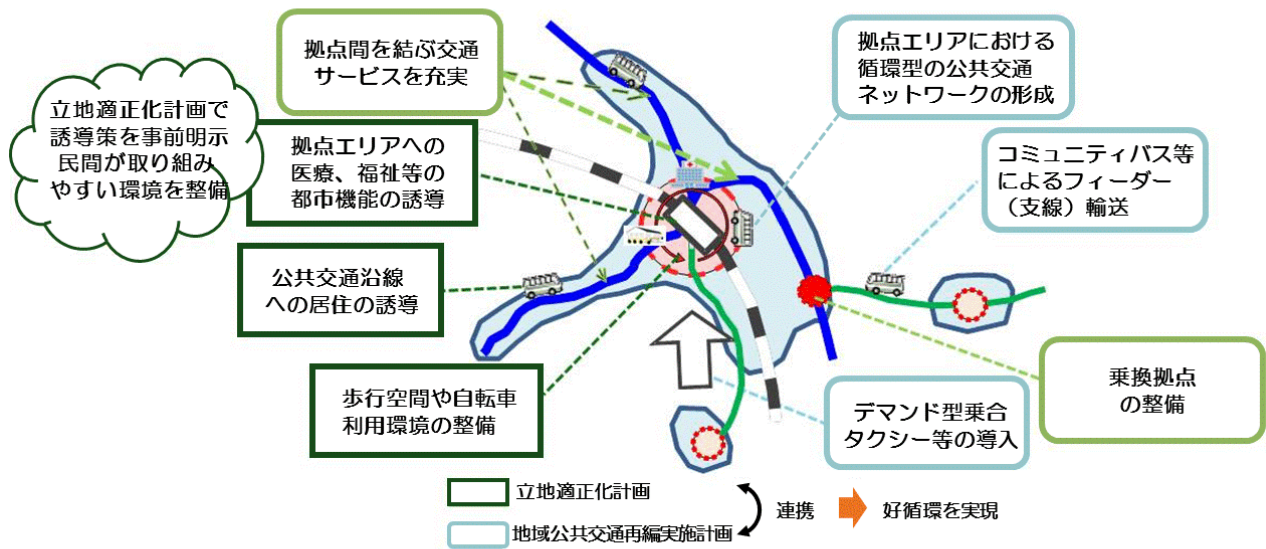 立地適正化計画で
誘導策を事前明示
民間が取り組み
やすい環境を整備
拠点間を結ぶ交通
サービスを充実
拠点エリアへの
医療、福祉等の
都市機能の誘導
公共交通沿線
への居住の誘導
歩行空間や自転車
利用環境の整備
拠点エリアにおける
循環型の公共交通
ネットワークの形成
コミュニティバス等
によるフィーダー
（支線）輸送
乗換拠点
の整備
デマンド型乗合
タクシー等の導入
立地適正化計画
地域公共交通再編実施計画
連携
好循環を実現